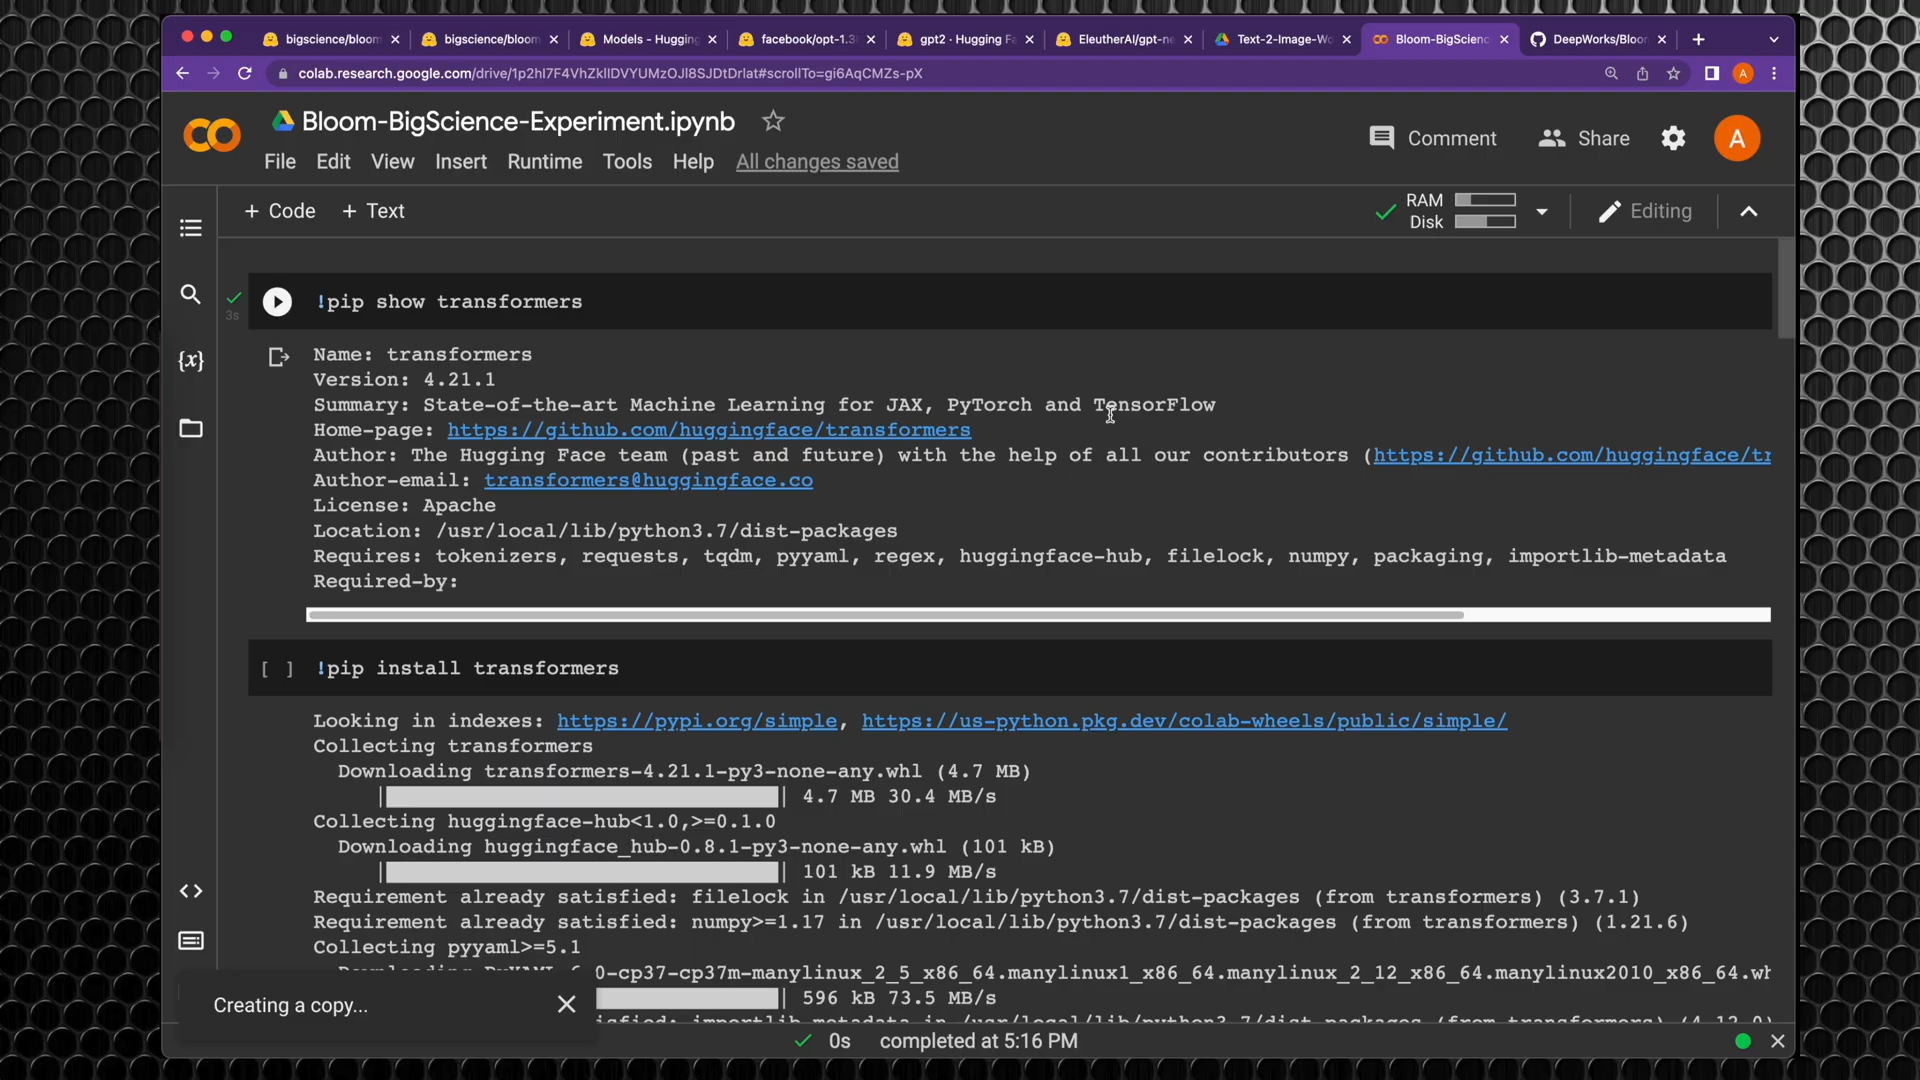 bigscience/bloom
bigscience/bloom
Models - Hugging
facebook/opt-1.3
gpt2 · Hugging F
EleutherAI/gpt-ne
Text-2-Image-Wo
Bloom-BigScienc
DeepWorks/Bloo
colab.research.google.com/drive/
#scrollTo=gi6AqCMZs-pX
A
CO
Bloom-BigScience-Experiment.ipynb
Comment
Share
A
File Edit View Insert Runtime Tools Help All changes saved
+ Code + Text
RAM
Disk
Editing
3s
!pip show transformers
Name: transformers
Version: 4.21.1
Summary: State-of-the-art Machine Learning for JAX, PyTorch and TensorFlow
Home-page: https://github.com/huggingface/transformers
Author: The Hugging Face team (past and future) with the help of all our contributors (https://github.com/huggingface/tr
Author-email: transformers@huggingface.co
License: Apache
Location: /usr/local/lib/python3.7/dist-packages
Requires: tokenizers, requests, tqdm, pyyaml, regex, huggingface-hub, filelock, numpy, packaging, importlib-metadata
Required-by:
[ ] !pip install transformers
Looking in indexes: https://pypi.org/simple, https://us-python.pkg.dev/colab-wheels/public/simple/
Collecting transformers
Downloading transformers-4.21.1-py3-none-any.whl (4.7 MB)
| | 4.7 MB 30.4 MB/s
Collecting huggingface-hub<1.0,>=0.1.0
Downloading huggingface_hub-0.8.1-py3-none-any.whl (101 kB)
| | 101 kB 11.9 MB/s
Requirement already satisfied: filelock in /usr/local/lib/python3.7/dist-packages (from transformers) (3.7.1)
Requirement already satisfied: numpy>=1.17 in /usr/local/lib/python3.7/dist-packages (from transformers) (1.21.6)
Collecting pyyaml>=5.1
0-cp37-cp37m-manylinux_2_5_x86_64.manylinux1_x86_64.manylinux_2_12_x86_64.manylinux2010_x86_64.wh
| 596 kB 73.5 MB/s
Creating a copy...
0s completed at 5:16 PM